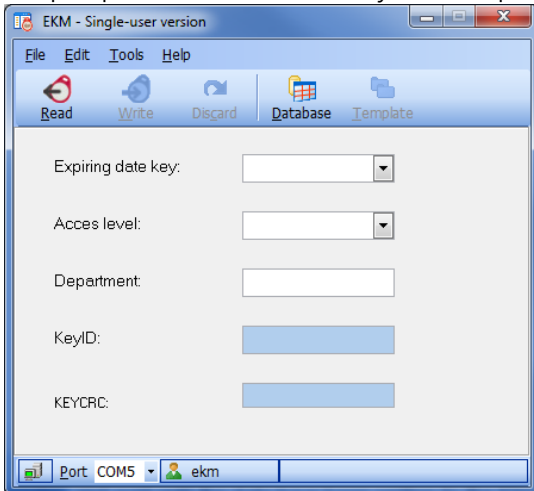 EKM - Single-user version
File Edit Tools Help
Read Write Discard Database Template
Expiring date key:
Acces level:
Department:
KeyID:
KEYCRC:
Port COM5 ekm